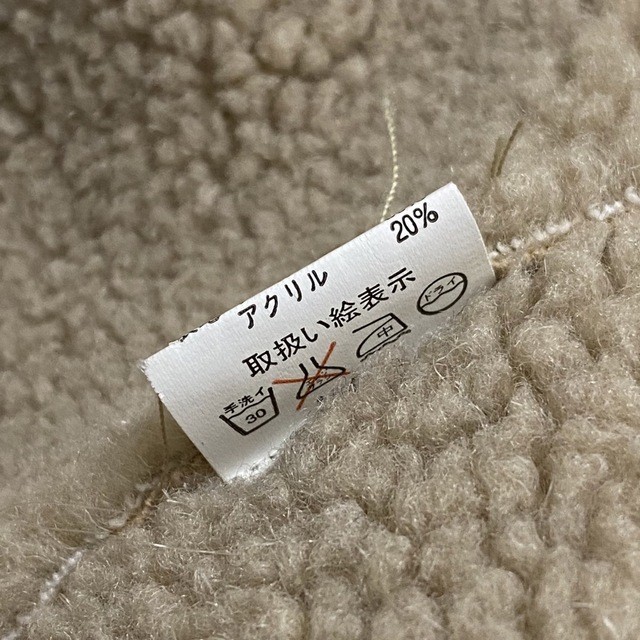 アクリル 20%
取扱い絵表示
手洗イ 30 中 ドライ